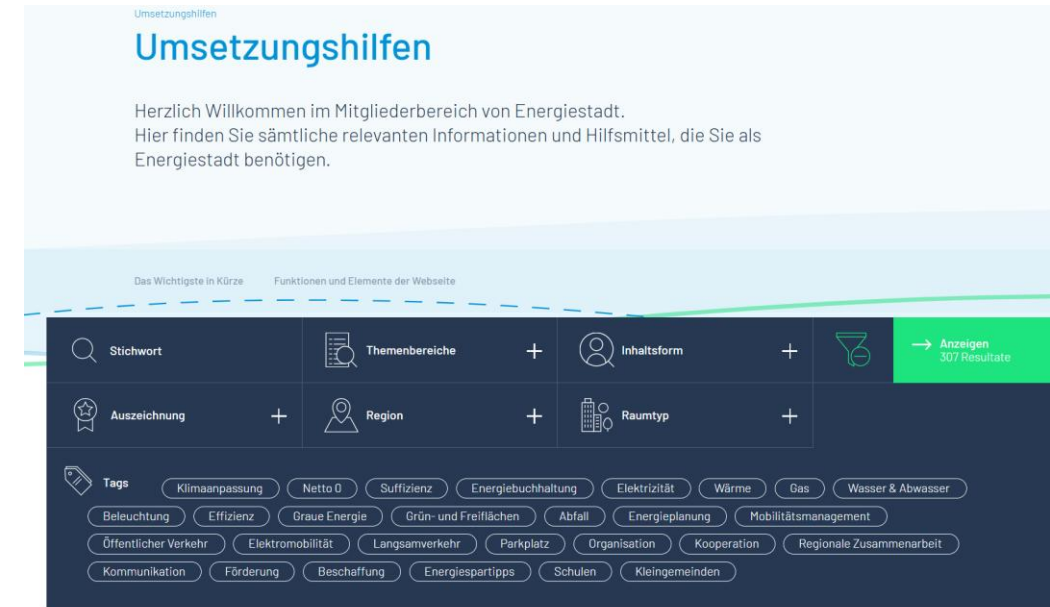 Umsetzungshilfen
Umsetzungshilfen
Herzlich Willkommen im Mitgliederbereich von Energiestadt.
Hier finden Sie sämtliche relevanten Informationen und Hilfsmittel, die Sie als
Energiestadt benötigen.
Das Wichtigste in Kürze Funktionen und Elemente der Webseite
Stichwort Themenbereiche + Inhaltsform + → Anzeigen
307 Resultate
Auszeichnung + Region + Raumtyp +
Tags Klimaanpassung Netto 0 Suffizienz Energiebuchhaltung Elektrizität Wärme Gas Wasser & Abwasser
Beleuchtung Effizienz Graue Energie Grün- und Freiflächen Abfall Energieplanung Mobilitätsmanagement
Öffentlicher Verkehr Elektromobilität Langsamverkehr Parkplatz Organisation Kooperation Regionale Zusammenarbeit
Kommunikation Förderung Beschaffung Energiespartipps Schulen Kleingemeinden